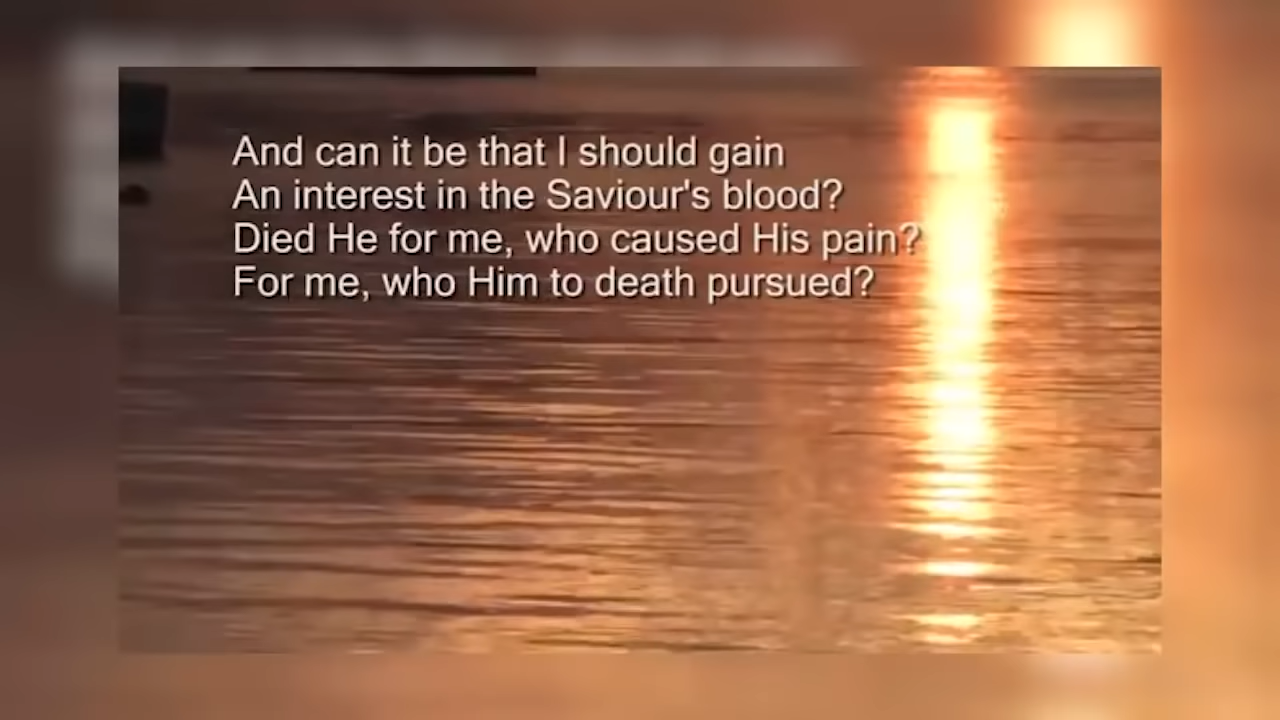 And can it be that I should gain
An interest in the Saviour's blood?
Died He for me, who caused His pain?
For me, who Him to death pursued?